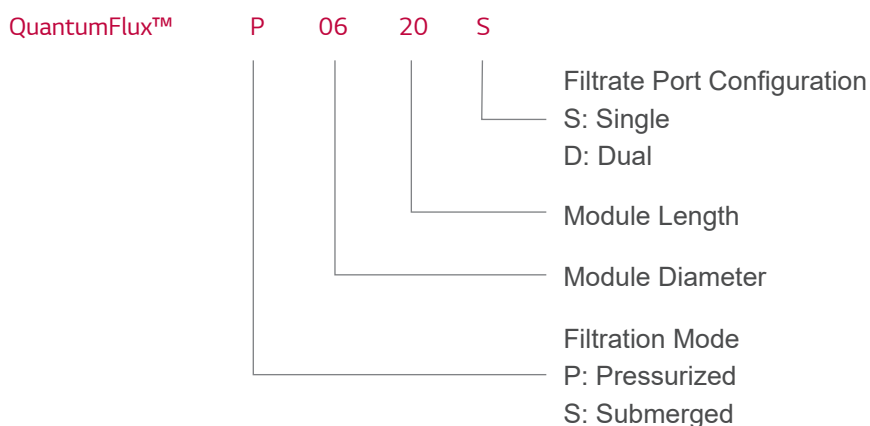 QuantumFlux™ P 06 20 S
Filtrate Port Configuration
S: Single
D: Dual
Module Length
Module Diameter
Filtration Mode
P: Pressurized
S: Submerged